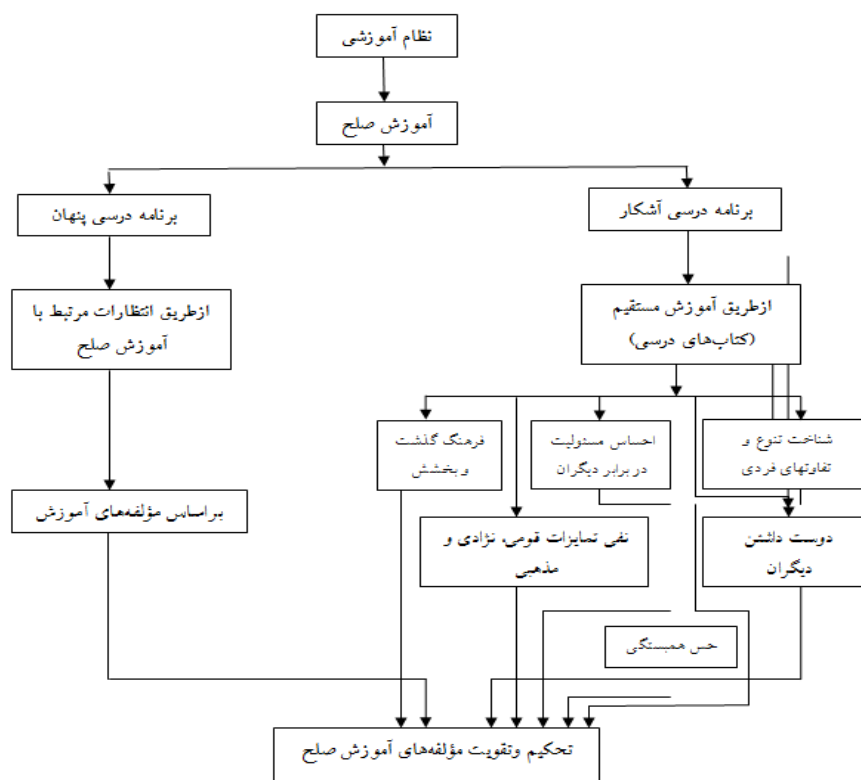 نظام آموزشی
آموزش صلح
برنامه درسی آشکار
برنامه درسی پنهان
ازطریق آموزش مستقیم
(کتاب‌های درسی)
ازطریق انتظارات مرتبط با
آموزش صلح
شناخت تنوع و
تفاوتهای فردی
احساس مسئولیت
در برابر دیگران
فرهنگ گذشت
و بخشش
براساس مؤلفه‌های آموزش
دوست داشتن
دیگران
نفی تمایزات قومی، نژادی و
مذهبی
حس همبستگی
تحکیم وتقویت مؤلفه‌های آموزش صلح